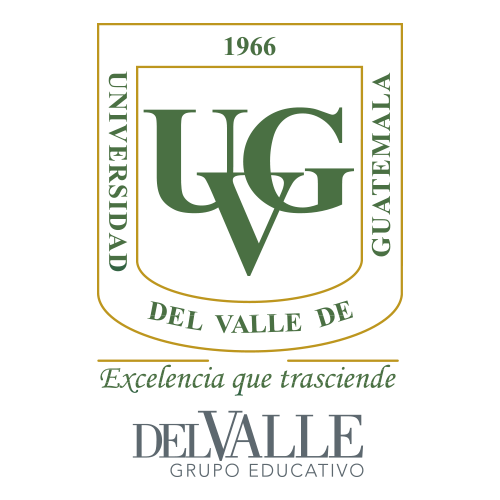 1966
UNIVERSIDAD
DEL VALLE DE
GUATEMALA
UVG
Excelencia que trasciende
DELVALLE
GRUPO EDUCATIVO